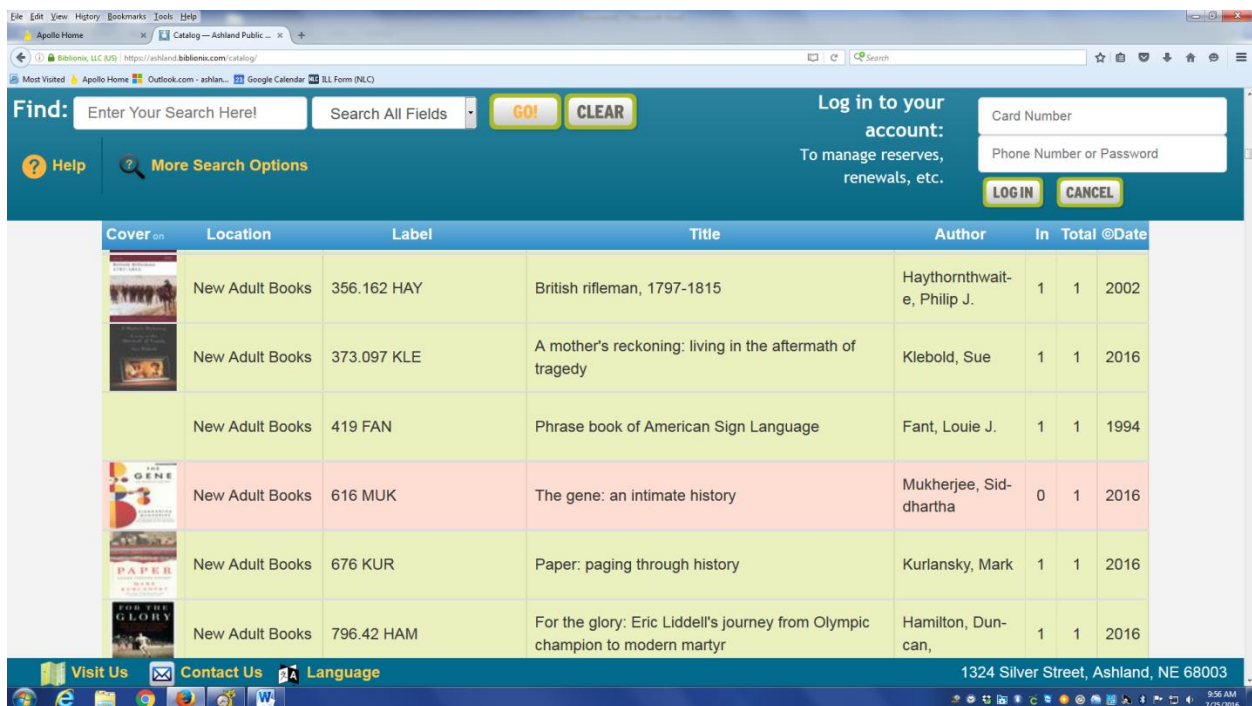 File Edit View History Bookmarks Tools Help
Apollo Home × Catalog — Ashland Public ... × +
Biblionix, LLC (US) https://ashland.biblionix.com/catalog/ Search
Most Visited Apollo Home Outlook.com - ashlan... Google Calendar ILL Form (NLC)
Find: Enter Your Search Here! Search All Fields GO! CLEAR
Help More Search Options
Log in to your
account:
To manage reserves,
renewals, etc.
Card Number
Phone Number or Password
LOG IN CANCEL
Cover on Location Label Title Author In Total ©Date
New Adult Books 356.162 HAY British rifleman, 1797-1815 Haythornthwait-
e, Philip J. 1 1 2002
New Adult Books 373.097 KLE A mother's reckoning: living in the aftermath of
tragedy Klebold, Sue 1 1 2016
New Adult Books 419 FAN Phrase book of American Sign Language Fant, Louie J. 1 1 1994
THE
GENE
New Adult Books 616 MUK The gene: an intimate history Mukherjee, Sid-
dhartha 0 1 2016
PAPER
MARK
KURLANSKY
New Adult Books 676 KUR Paper: paging through history Kurlansky, Mark 1 1 2016
FOR THE
GLORY
New Adult Books 796.42 HAM For the glory: Eric Liddell's journey from Olympic
champion to modern martyr Hamilton, Dun-
can, 1 1 2016
Visit Us Contact Us Language 1324 Silver Street, Ashland, NE 68003
9:56 AM
7/25/2016